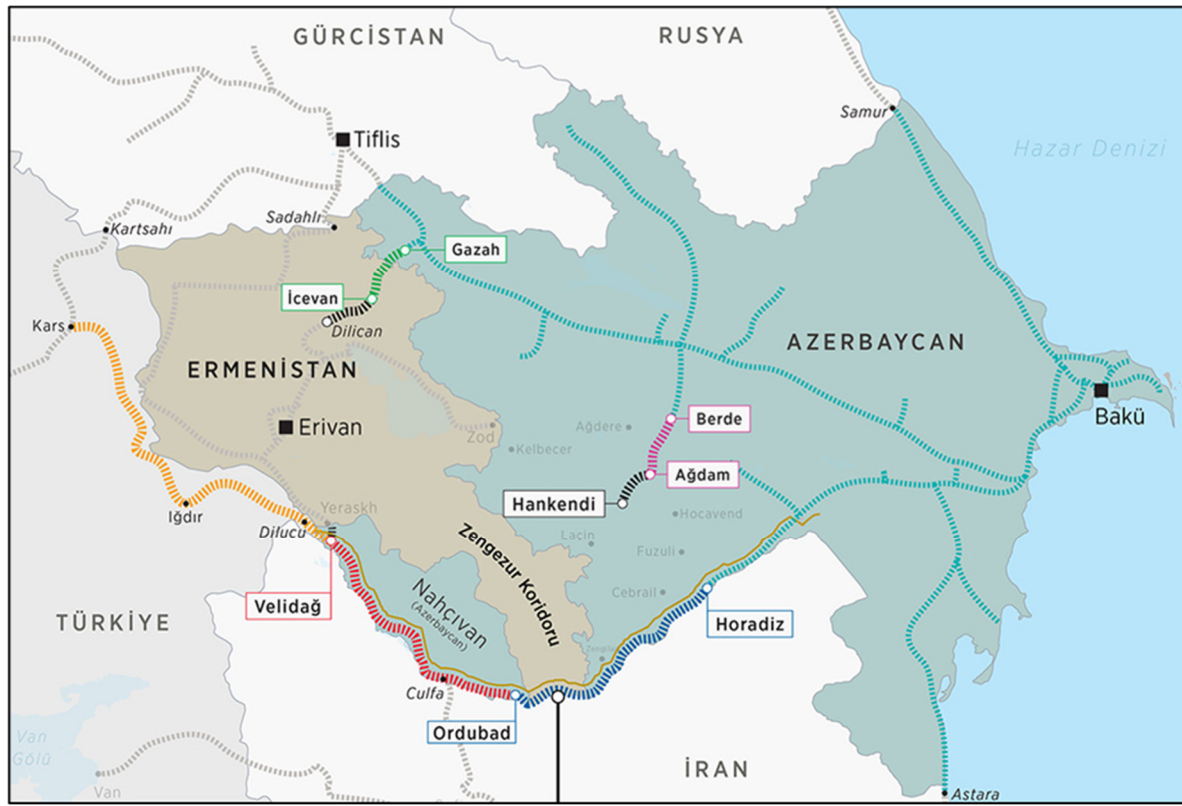 GÜRCİSTAN
RUSYA
Samur
Tiflis
Hazar Denizi
Kartsahı
Sadahlı
Gazah
İcevan
Kars
Dilican
AZERBAYCAN
ERMENİSTAN
Bakü
Berde
Erivan
Zod
Ağdere
Kelbecer
Ağdam
Hankendi
Iğdır
Yeraskh
Hocavend
Dilucu
Laçin
Fuzuli
Zengezur Koridoru
Cebrail
Velidağ
Nahçıvan
(Azerbaycan)
Horadiz
TÜRKİYE
Zengilan
Culfa
Ordubad
Van
Gölü
İRAN
Van
Astara